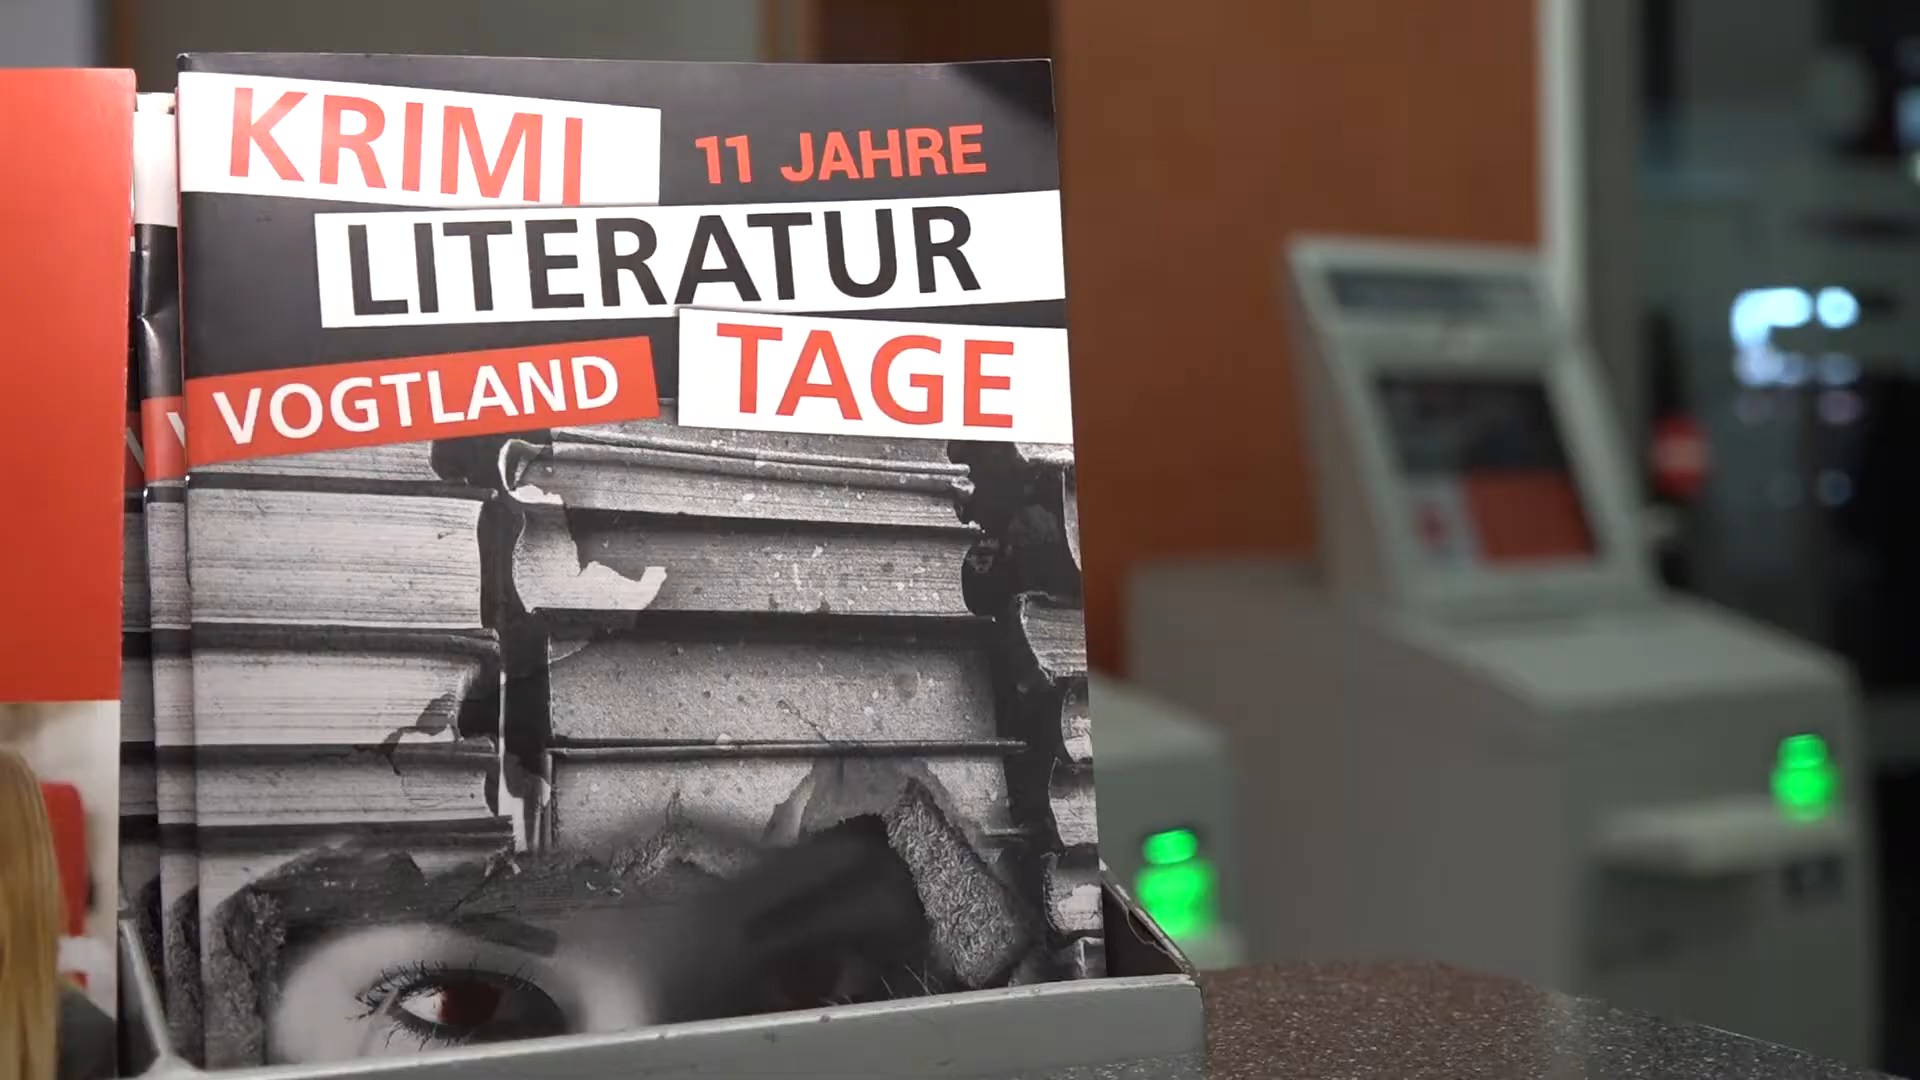 KRIMI
11 JAHRE
LITERATUR
VOGTLAND
TAGE